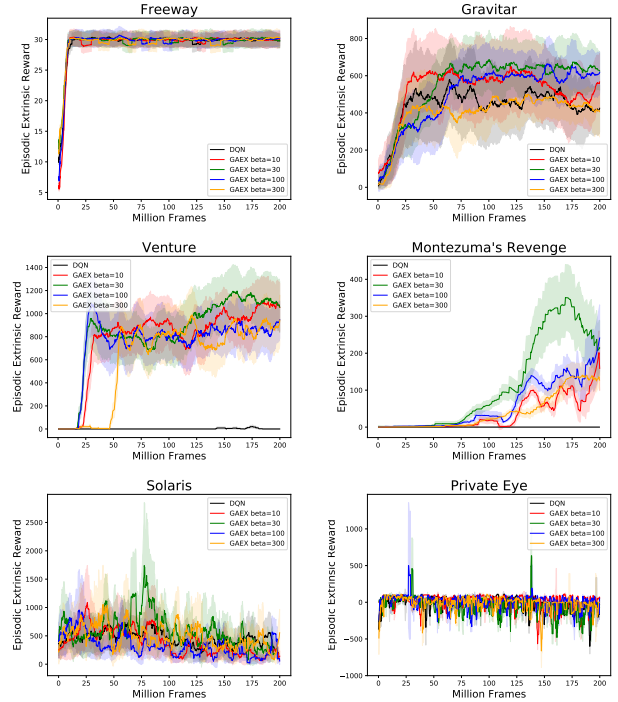 Freeway
Episodic Extrinsic Reward
30
25
20
15
10
5
DQN
GAEX beta=10
GAEX beta=30
GAEX beta=100
GAEX beta=300
0 25 50 75 100 125 150 175 200
Million Frames
Gravitar
Episodic Extrinsic Reward
800
600
400
200
0
DQN
GAEX beta=10
GAEX beta=30
GAEX beta=100
GAEX beta=300
0 25 50 75 100 125 150 175 200
Million Frames
Venture
Episodic Extrinsic Reward
1400
1200
1000
800
600
400
200
0
DQN
GAEX beta=10
GAEX beta=30
GAEX beta=100
GAEX beta=300
0 25 50 75 100 125 150 175 200
Million Frames
Montezuma's Revenge
Episodic Extrinsic Reward
400
300
200
100
0
DQN
GAEX beta=10
GAEX beta=30
GAEX beta=100
GAEX beta=300
0 25 50 75 100 125 150 175 200
Million Frames
Solaris
Episodic Extrinsic Reward
2500
2000
1500
1000
500
0
DQN
GAEX beta=10
GAEX beta=30
GAEX beta=100
GAEX beta=300
0 25 50 75 100 125 150 175 200
Million Frames
Private Eye
Episodic Extrinsic Reward
1000
500
0
−500
−1000
DQN
GAEX beta=10
GAEX beta=30
GAEX beta=100
GAEX beta=300
0 25 50 75 100 125 150 175 200
Million Frames